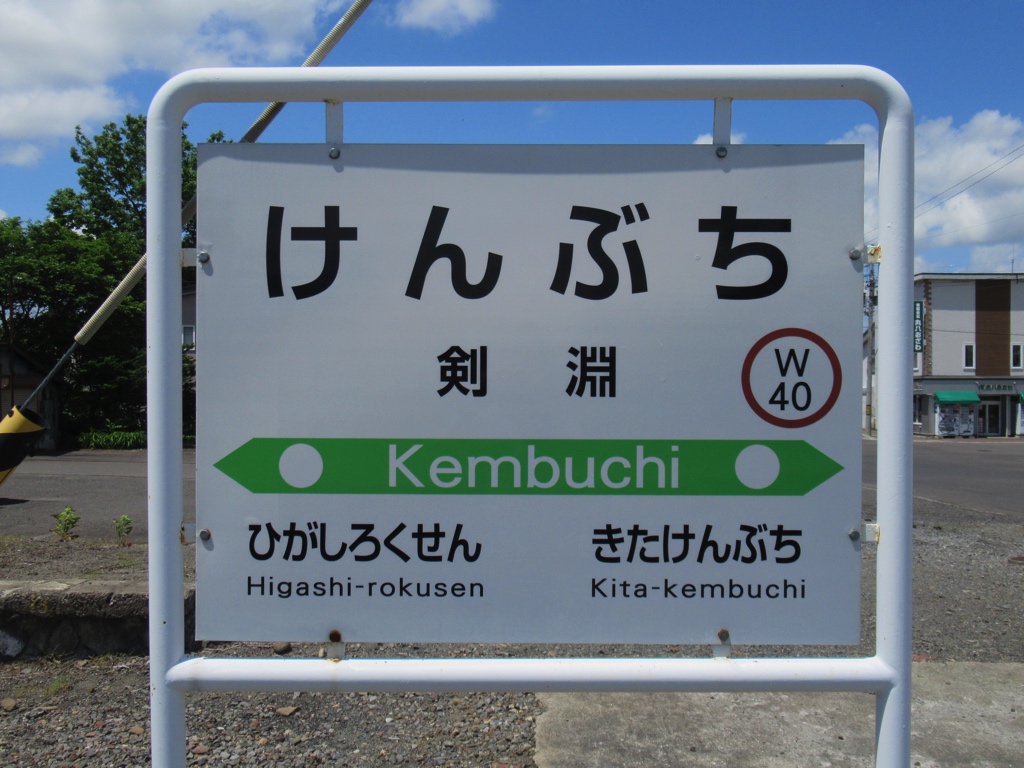 けんぶち
剣淵
W
40
Kembuchi
ひがしろくせん きたけんぶち
Higashi-rokusen Kita-kembuchi